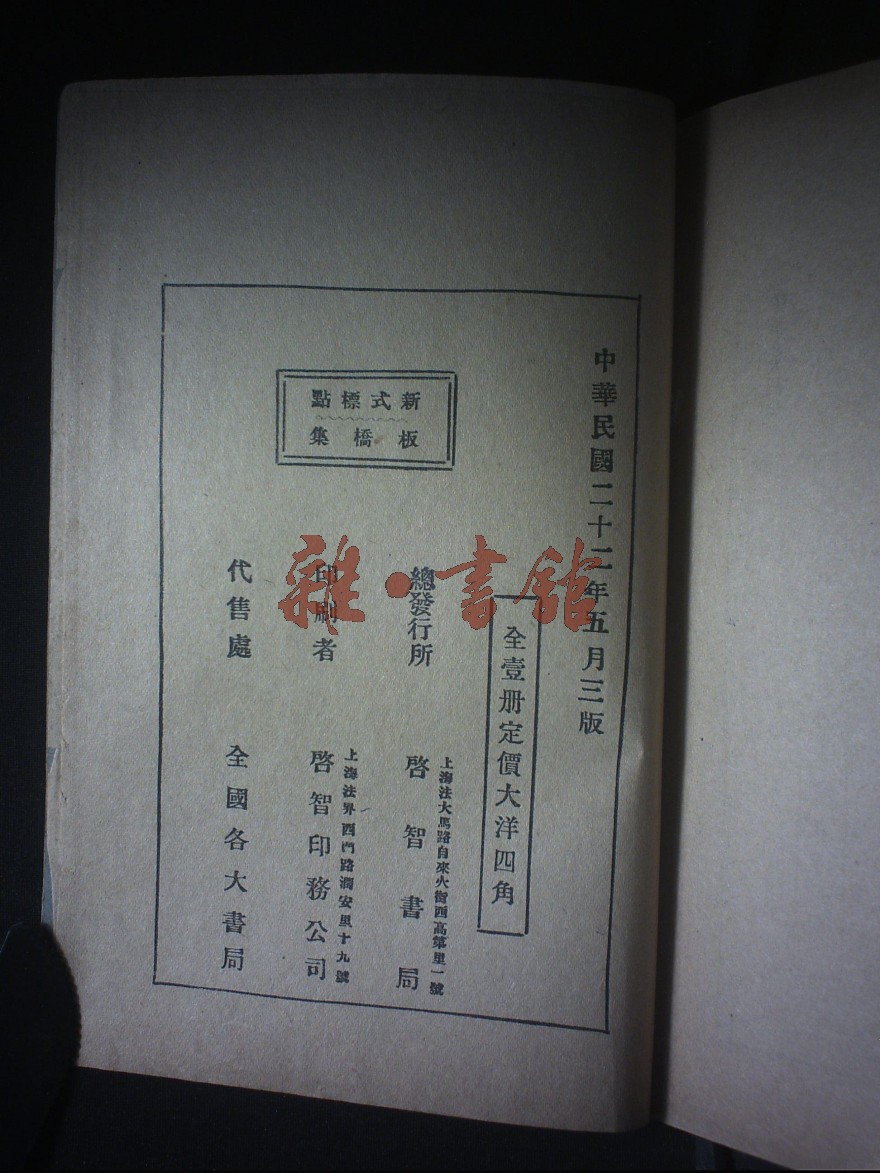 中華民國二十二年五月三版
全壹册定價大洋四角
新式標點
板橋集
總發行所
上海法大馬路自來火街西高第里一號
啓智書局
印刷者
上海法界西門路潤安里十九號
啓智印務公司
代售處
全國各大書局
雜·書館